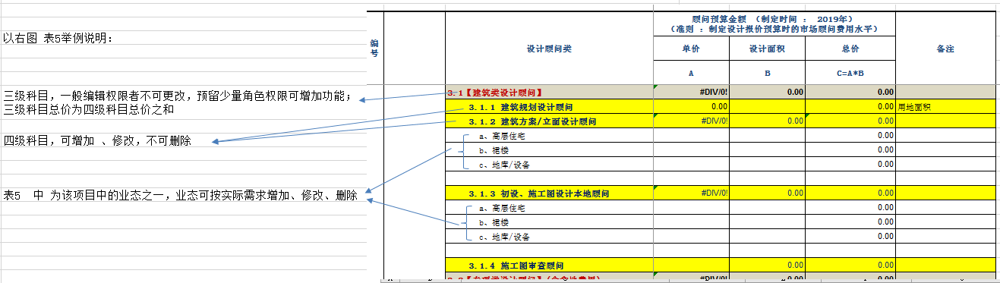 以右图 表5举例说明：
三级科目，一般编辑权限者不可更改，预留少量角色权限可增加功能；
三级科目总价为四级科目总价之和
四级科目，可增加 、修改，不可删除
表5 中 为该项目中的业态之一，业态可按实际需求增加、修改、删除
编号 设计顾问类 顾问预算金额 （制定时间 ： 2019年） 备注
（准则 ：制定设计报价预算时的市场顾问费用水平）
单价 设计面积 总价
A B C=A*B
3.1【建筑类设计顾问】 #DIV/0! 0.00 0.00
3.1.1 建筑规划设计顾问 0.00 0.00 0.00 用地面积
3.1.2 建筑方案/立面设计顾问 #DIV/0! 0.00 0.00
a、高层住宅 0.00
b、裙楼 0.00
c、地库/设备 0.00
3.1.3 初设、施工图设计本地顾问 #DIV/0! 0.00 0.00
a、高层住宅 0.00
b、裙楼 0.00
c、地库/设备 0.00
3.1.4 施工图审查顾问 0.00 0.00
#DIV/0! 0.00 0.00